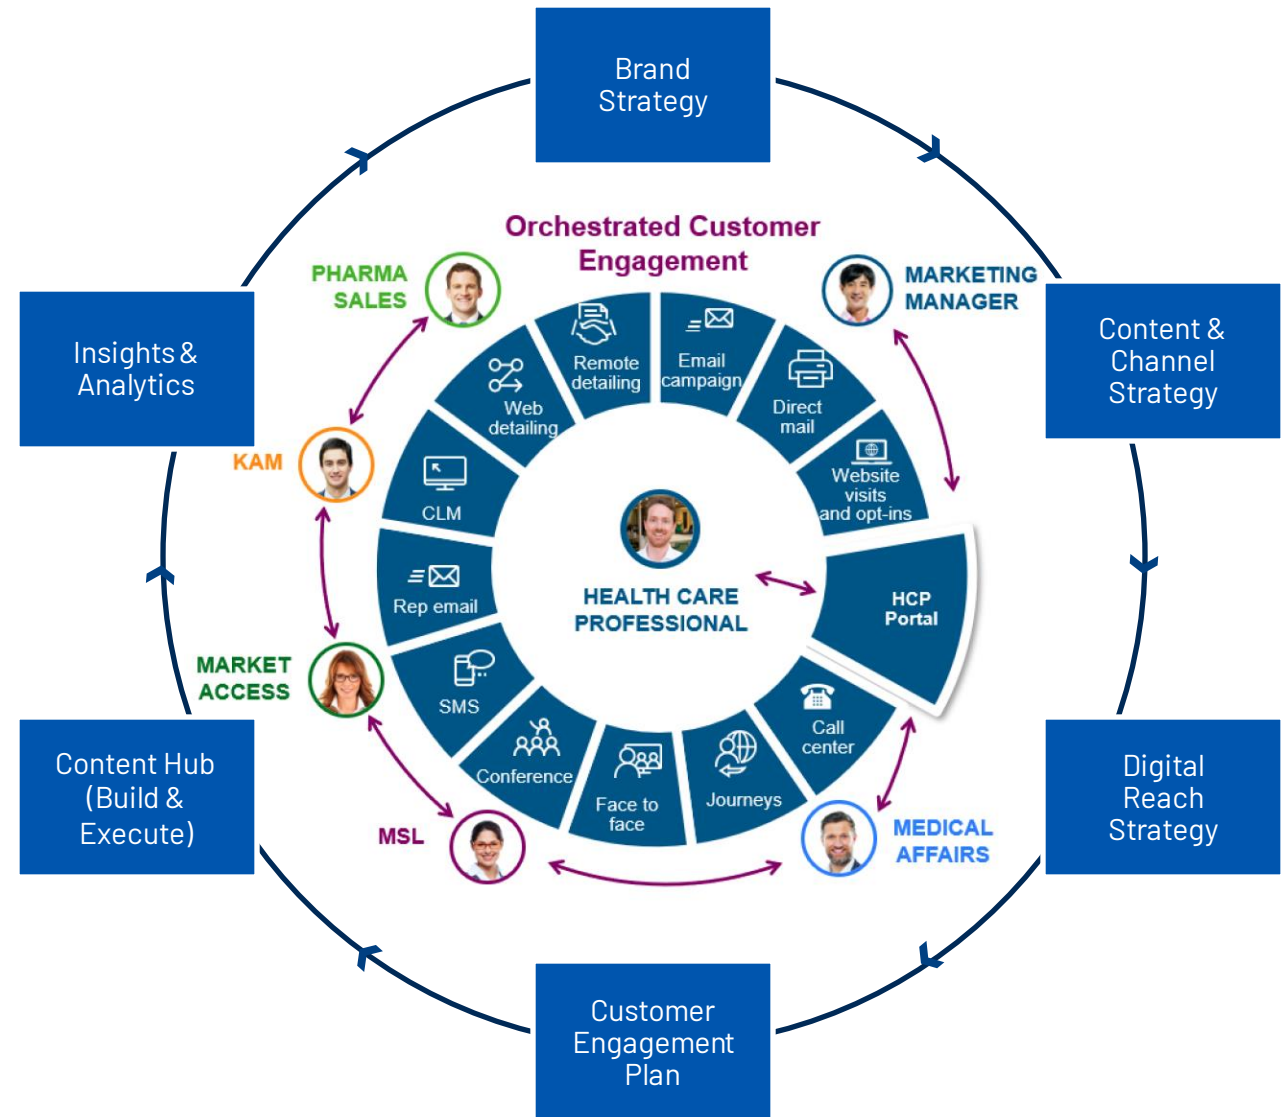 Brand
Strategy
Orchestrated Customer
Engagement
PHARMA
SALES
MARKETING
MANAGER
Insights &
Analytics
Content &
Channel
Strategy
Remote
detailing
Email
campaign
Web
detailing
Direct
mail
KAM
CLM
Website
visits
and opt-ins
Rep email
HEALTH CARE
PROFESSIONAL
HCP
Portal
MARKET
ACCESS
SMS
Call
center
Conference
Face to
face
Journeys
Content Hub
(Build &
Execute)
Digital
Reach
Strategy
MSL
MEDICAL
AFFAIRS
Customer
Engagement
Plan